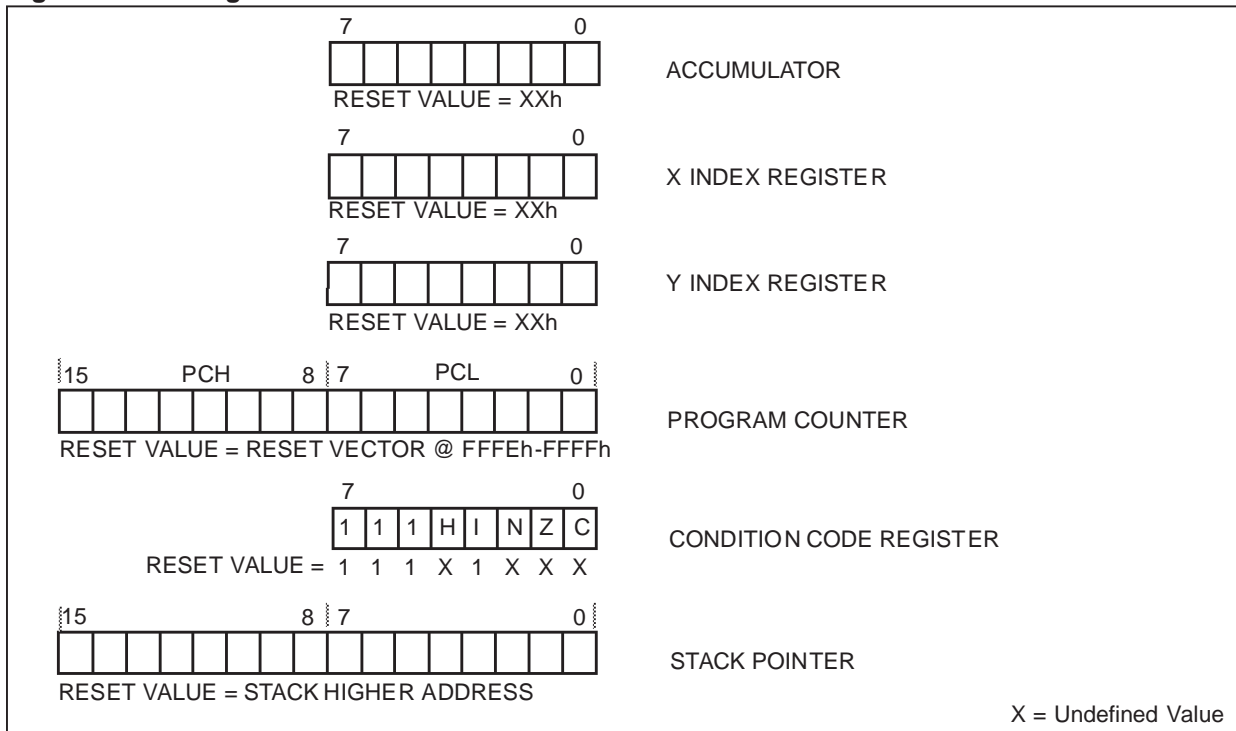 7 0
ACCUMULATOR
RESET VALUE = XXh
7 0
X INDEX REGISTER
RESET VALUE = XXh
7 0
Y INDEX REGISTER
RESET VALUE = XXh
15 PCH 8 7 PCL 0
PROGRAM COUNTER
RESET VALUE = RESET VECTOR @ FFFEh-FFFFh
7 0
1 1 1 H I N Z C
CONDITION CODE REGISTER
RESET VALUE = 1 1 1 X 1 X X X
15 8 7 0
STACK POINTER
RESET VALUE = STACK HIGHER ADDRESS
X = Undefined Value